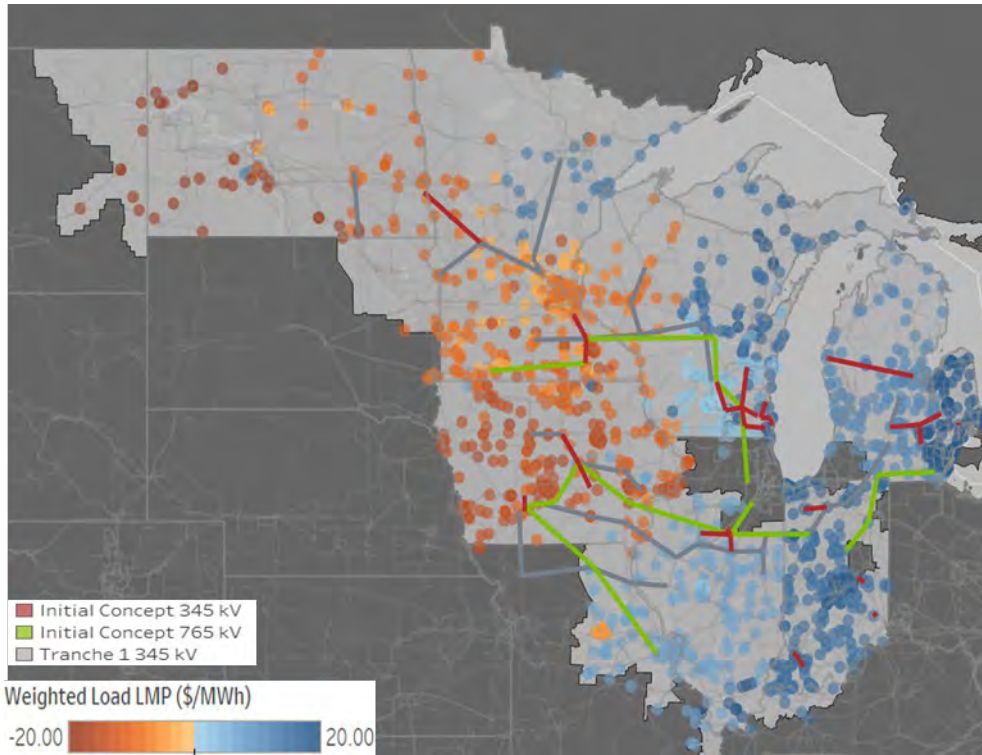 Initial Concept 345 kV
Initial Concept 765 kV
Tranche 1 345 kV
Weighted Load LMP ($/MWh)
-20.00 20.00